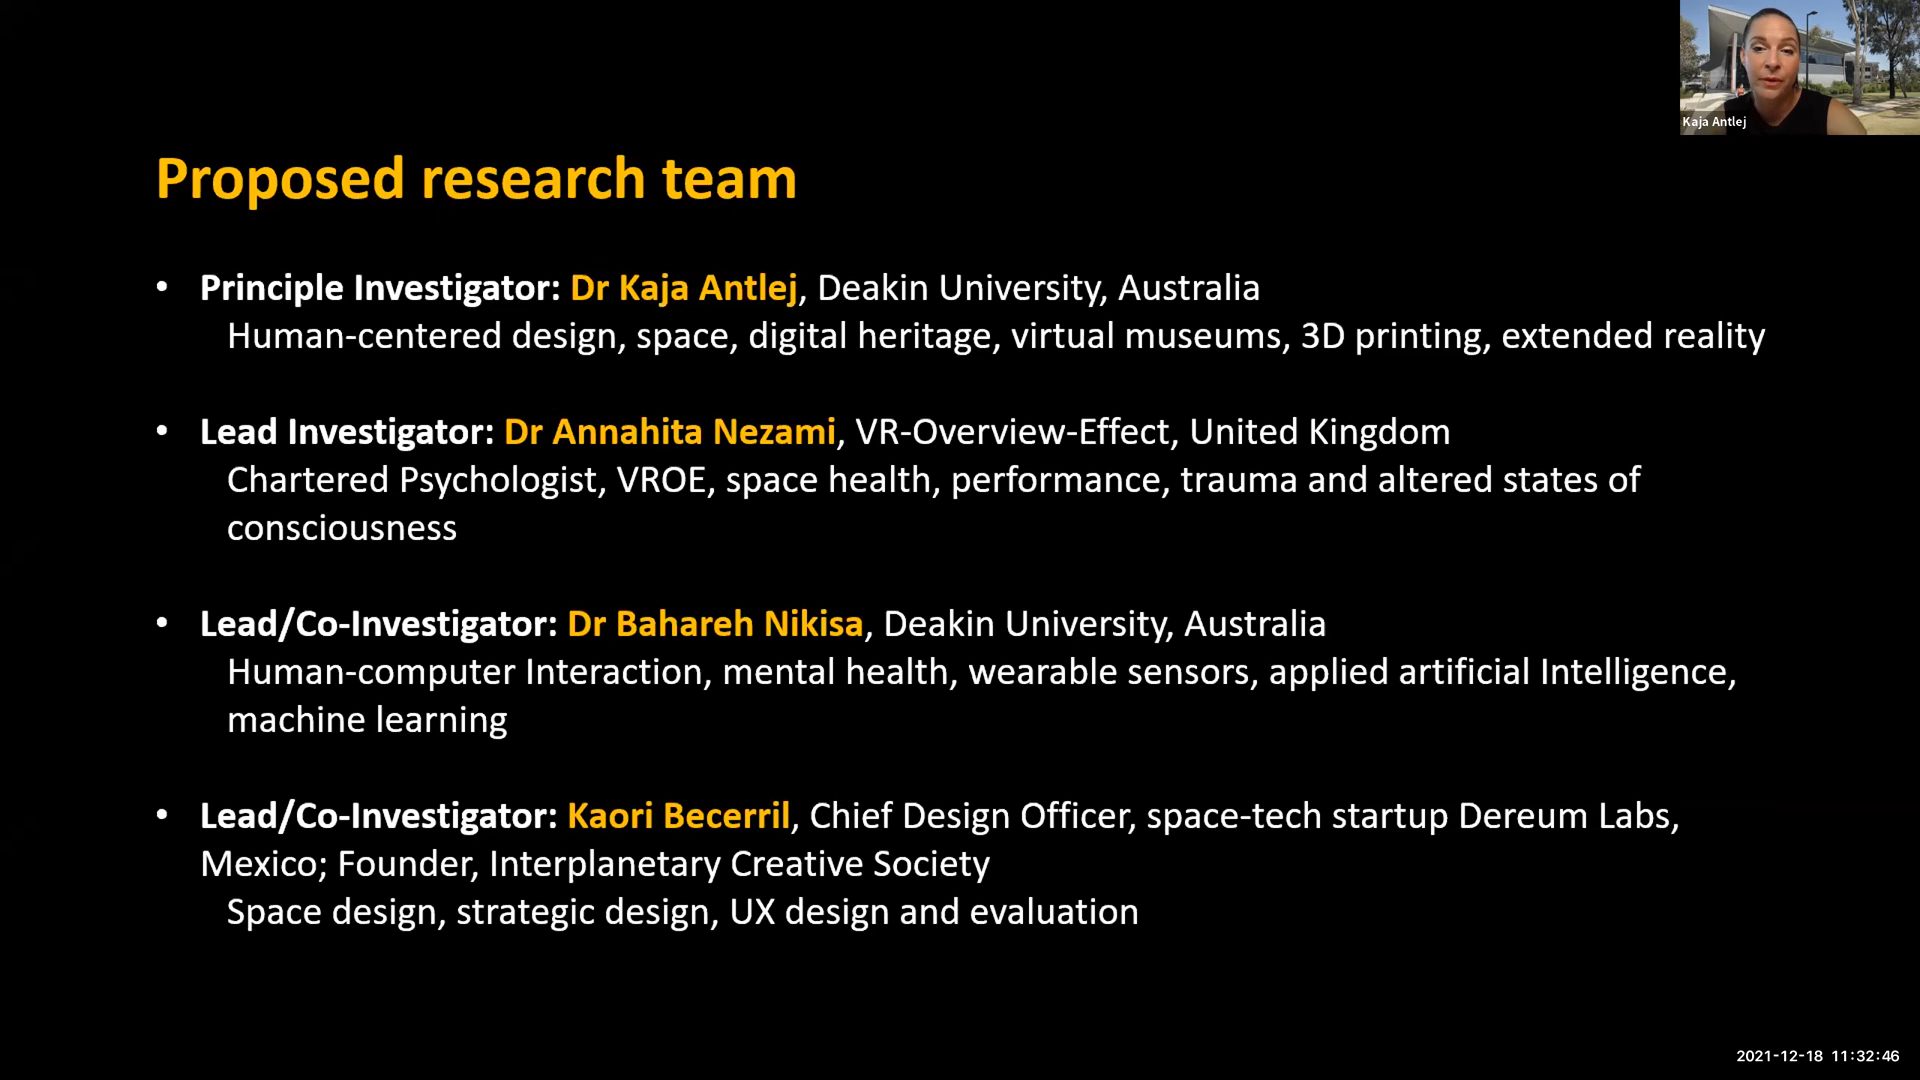 Kaja Antlej
Proposed research team
• Principle Investigator: Dr Kaja Antlej, Deakin University, Australia
Human-centered design, space, digital heritage, virtual museums, 3D printing, extended reality
• Lead Investigator: Dr Annahita Nezami, VR-Overview-Effect, United Kingdom
Chartered Psychologist, VROE, space health, performance, trauma and altered states of
consciousness
• Lead/Co-Investigator: Dr Bahareh Nikisa, Deakin University, Australia
Human-computer Interaction, mental health, wearable sensors, applied artificial Intelligence,
machine learning
• Lead/Co-Investigator: Kaori Becerril, Chief Design Officer, space-tech startup Dereum Labs,
Mexico; Founder, Interplanetary Creative Society
Space design, strategic design, UX design and evaluation
2021-12-18 11:32:46